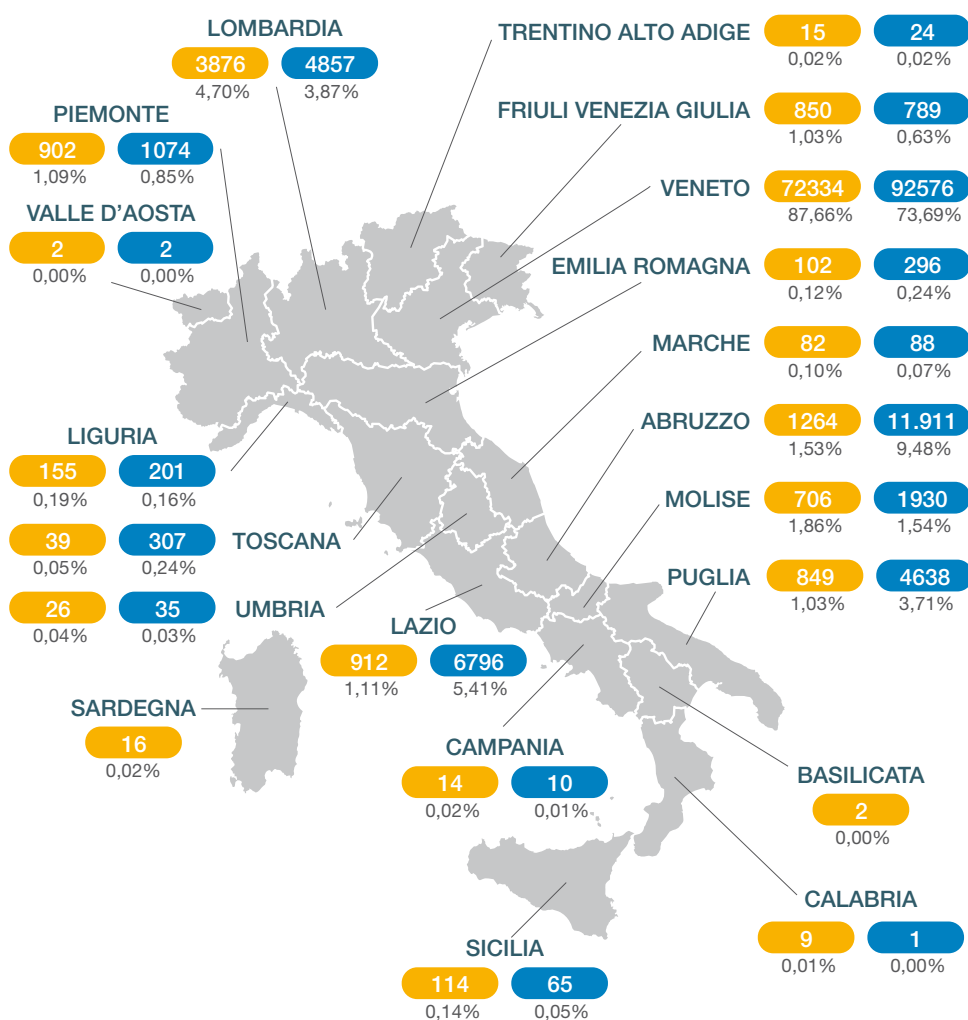 LOMBARDIA
3876 4857
4,70% 3,87%
PIEMONTE
902 1074
1,09% 0,85%
VALLE D'AOSTA
2 2
0,00% 0,00%
TRENTINO ALTO ADIGE 15 24
0,02% 0,02%
FRIULI VENEZIA GIULIA 850 789
1,03% 0,63%
VENETO 72334 92576
87,66% 73,69%
EMILIA ROMAGNA 102 296
0,12% 0,24%
MARCHE 82 88
0,10% 0,07%
ABRUZZO 1264 11.911
1,53% 9,48%
MOLISE 706 1930
1,86% 1,54%
PUGLIA 849 4638
1,03% 3,71%
LIGURIA
155 201
0,19% 0,16%
39 307 TOSCANA
0,05% 0,24%
26 35 UMBRIA
0,04% 0,03%
LAZIO
912 6796
1,11% 5,41%
SARDEGNA
16
0,02%
CAMPANIA
14 10
0,02% 0,01%
BASILICATA
2
0,00%
CALABRIA
9 1
0,01% 0,00%
SICILIA
114 65
0,14% 0,05%